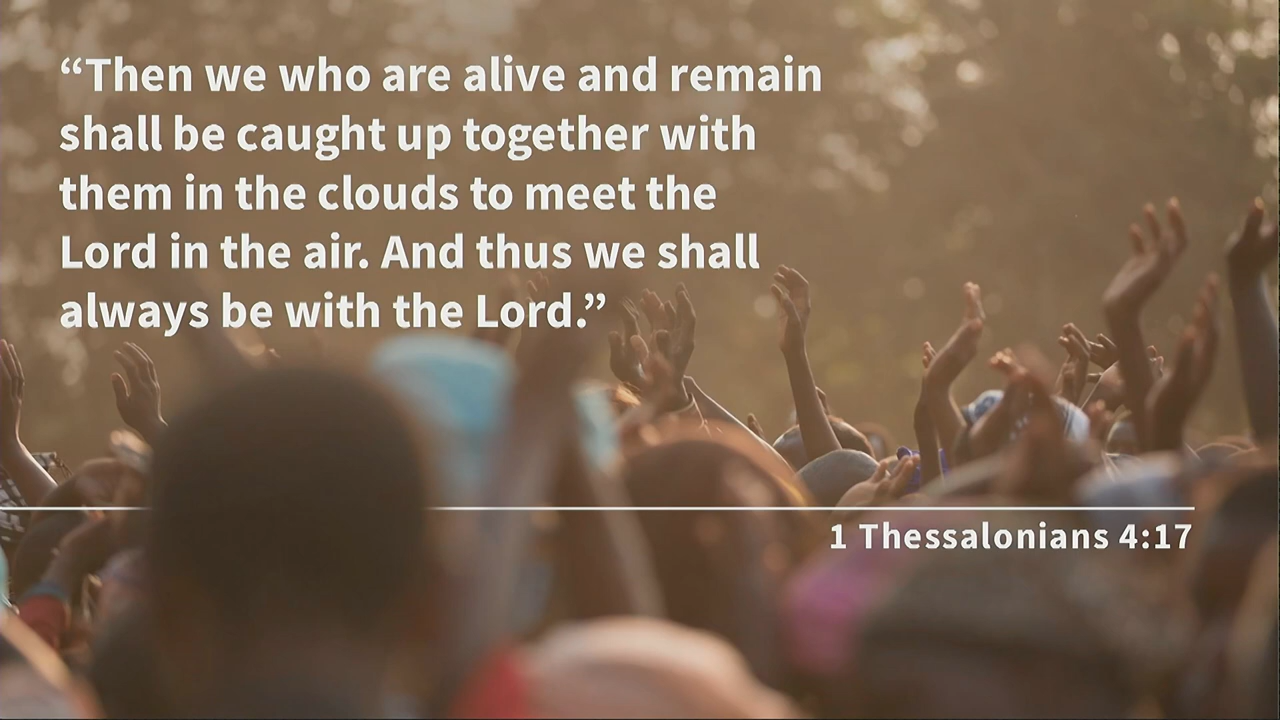 “Then we who are alive and remain
shall be caught up together with
them in the clouds to meet the
Lord in the air. And thus we shall
always be with the Lord.”
1 Thessalonians 4:17